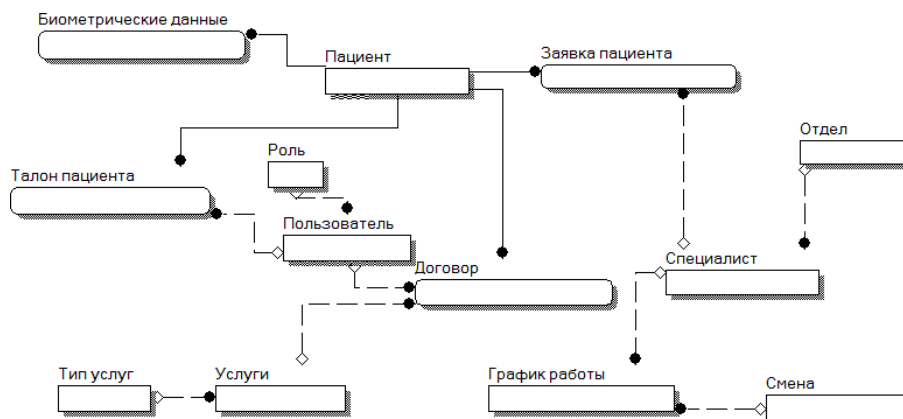 Биометрические данные
Пациент
Заявка пациента
Отдел
Роль
Талон пациента
Пользователь
Договор
Специалист
Тип услуг
Услуги
График работы
Смена